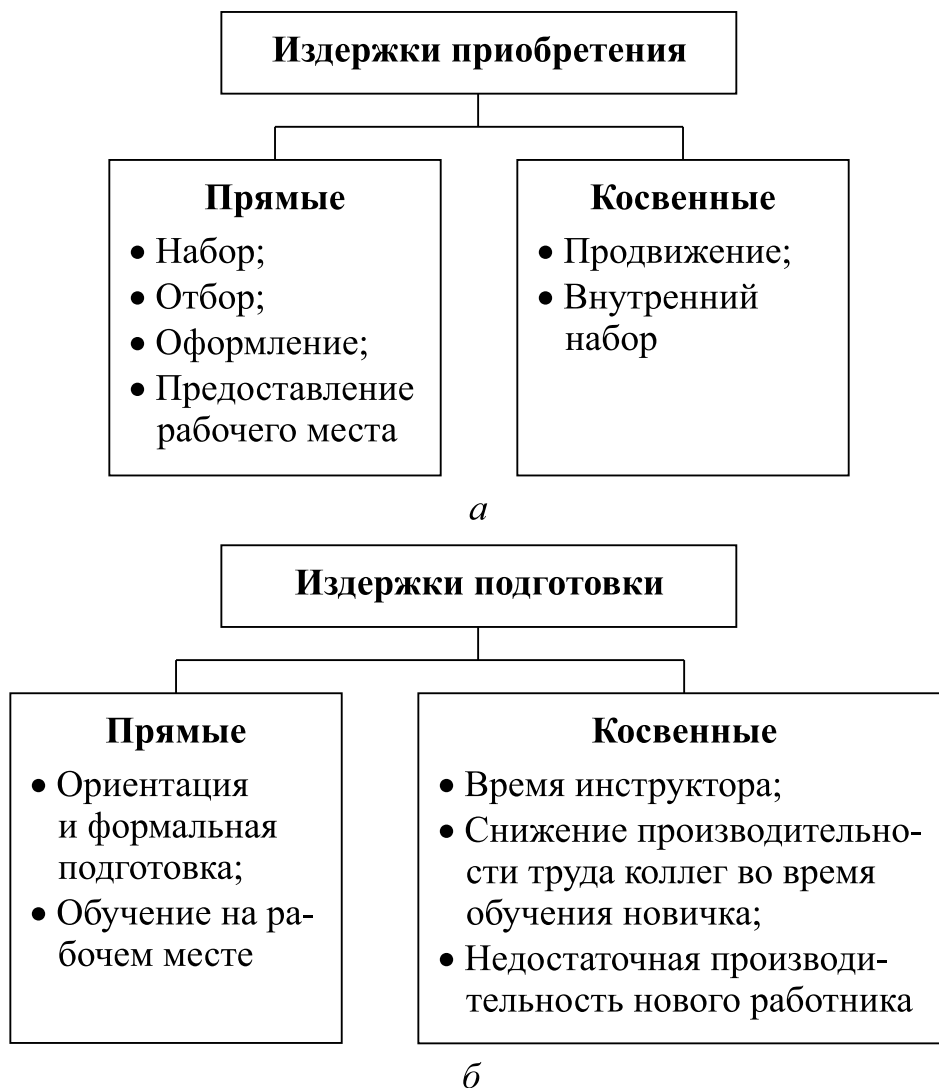 Издержки приобретения
Прямые
• Набор;
• Отбор;
• Оформление;
• Предоставление
рабочего места
Косвенные
• Продвижение;
• Внутренний
набор
а
Издержки подготовки
Прямые
• Ориентация
и формальная
подготовка;
• Обучение на ра-
бочем месте
Косвенные
• Время инструктора;
• Снижение производительно-
сти труда коллег во время
обучения новичка;
• Недостаточная производи-
тельность нового работника
б